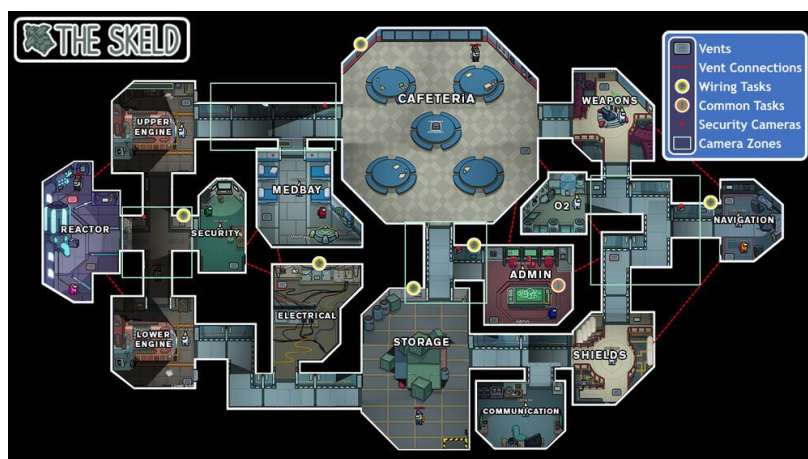 THE SKELD
Vents
Vent Connections
Wiring Tasks
Common Tasks
Security Cameras
Camera Zones
CAFETERIA
WEAPONS
UPPER
ENGINE
MEDBAY
O2
REACTOR
SECURITY
NAVIGATION
ADMIN
Admin
ELECTRICAL
LOWER
ENGINE
STORAGE
SHIELDS
COMMUNICATION